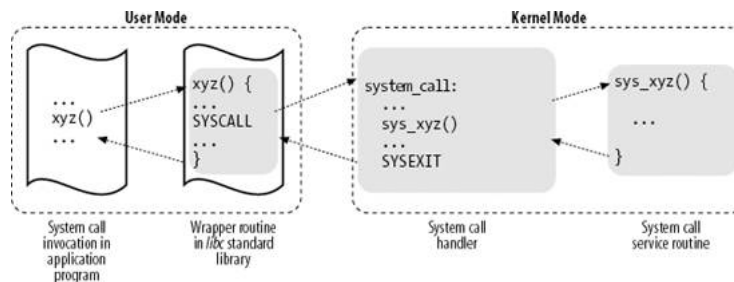 User Mode
Kernel Mode
...
xyz()
...
xyz() {
...
SYSCALL
...
}
system_call:
...
sys_xyz()
...
SYSEXIT
sys_xyz() {
...
}
System call
invocation in
application
program
Wrapper routine
in libc standard
library
System call
handler
System call
service routine